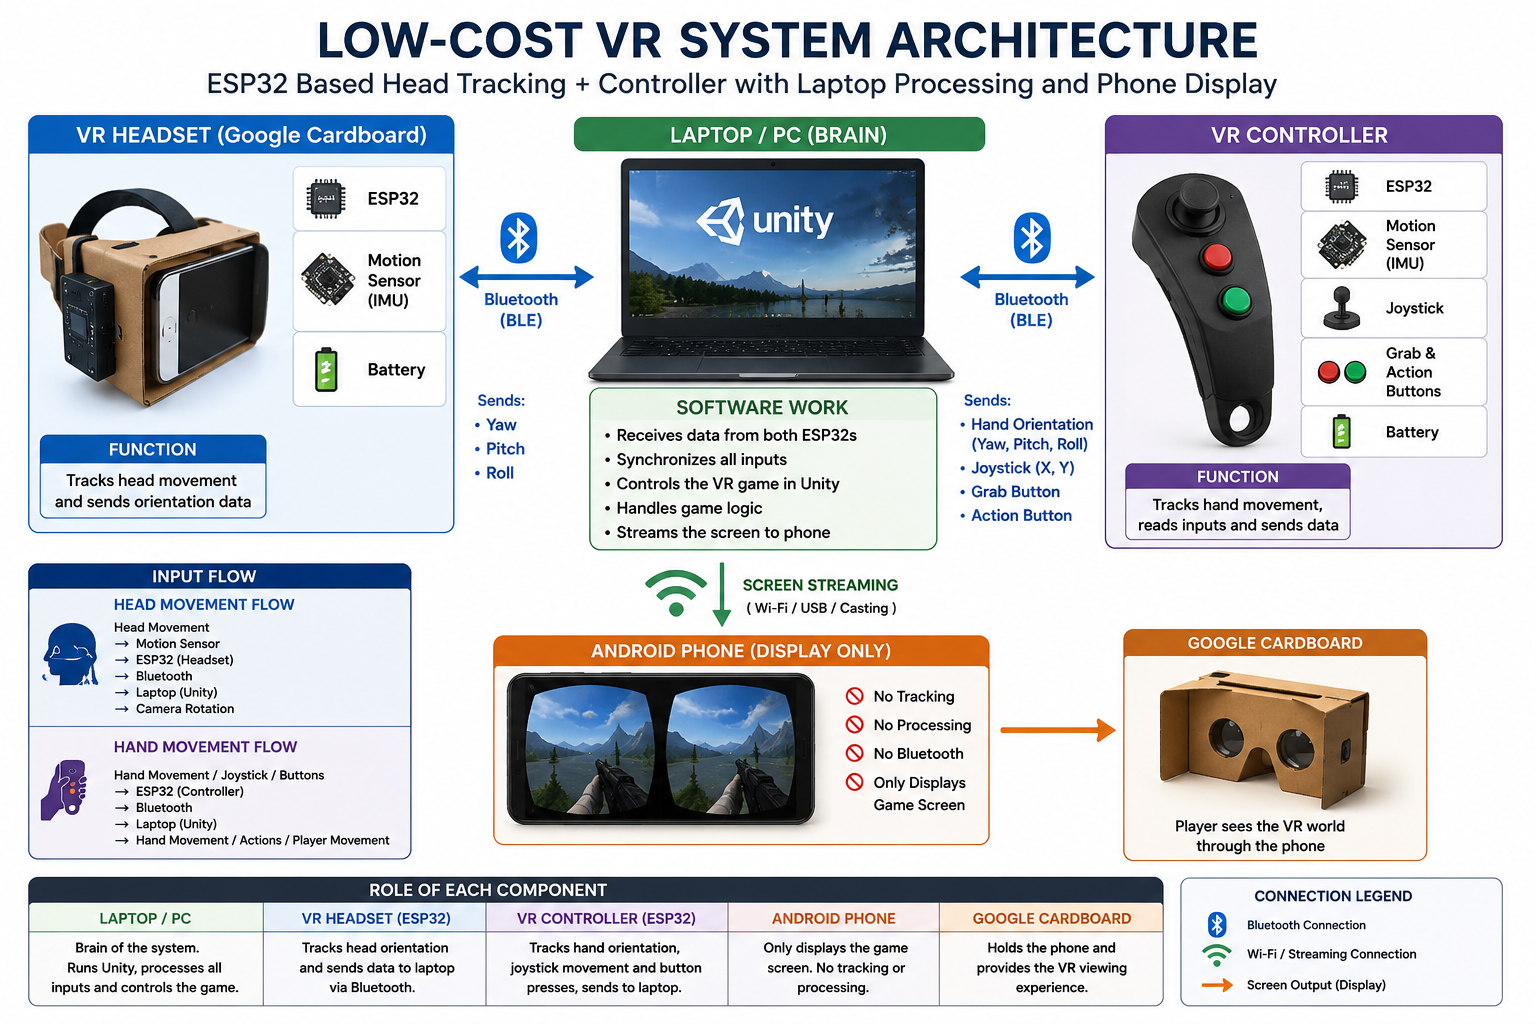 LOW-COST VR SYSTEM ARCHITECTURE
ESP32 Based Head Tracking + Controller with Laptop Processing and Phone Display
VR HEADSET (Google Cardboard)
ESP32
Motion
Sensor
(IMU)
Battery
FUNCTION
Tracks head movement
and sends orientation data
Bluetooth
(BLE)
Sends:
• Yaw
• Pitch
• Roll
LAPTOP / PC (BRAIN)
unity
SOFTWARE WORK
• Receives data from both ESP32s
• Synchronizes all inputs
• Controls the VR game in Unity
• Handles game logic
• Streams the screen to phone
Bluetooth
(BLE)
Sends:
• Hand Orientation
(Yaw, Pitch, Roll)
• Joystick (X, Y)
• Grab Button
• Action Button
VR CONTROLLER
ESP32
Motion
Sensor
(IMU)
Joystick
Grab &
Action
Buttons
Battery
FUNCTION
Tracks hand movement,
reads inputs and sends data
INPUT FLOW
HEAD MOVEMENT FLOW
Head Movement
→ Motion Sensor
→ ESP32 (Headset)
→ Bluetooth
→ Laptop (Unity)
→ Camera Rotation
HAND MOVEMENT FLOW
Hand Movement / Joystick / Buttons
→ ESP32 (Controller)
→ Bluetooth
→ Laptop (Unity)
→ Hand Movement / Actions / Player Movement
SCREEN STREAMING
( Wi-Fi / USB / Casting )
ANDROID PHONE (DISPLAY ONLY)
No Tracking
No Processing
No Bluetooth
Only Displays
Game Screen
GOOGLE CARDBOARD
Player sees the VR world
through the phone
ROLE OF EACH COMPONENT
LAPTOP / PC
Brain of the system.
Runs Unity, processes all
inputs and controls the game.
VR HEADSET (ESP32)
Tracks head orientation
and sends data to laptop
via Bluetooth.
VR CONTROLLER (ESP32)
Tracks hand orientation,
joystick movement and button
presses, sends to laptop.
ANDROID PHONE
Only displays the game
screen. No tracking or
processing.
GOOGLE CARDBOARD
Holds the phone and
provides the VR viewing
experience.
CONNECTION LEGEND
Bluetooth Connection
Wi-Fi / Streaming Connection
Screen Output (Display)